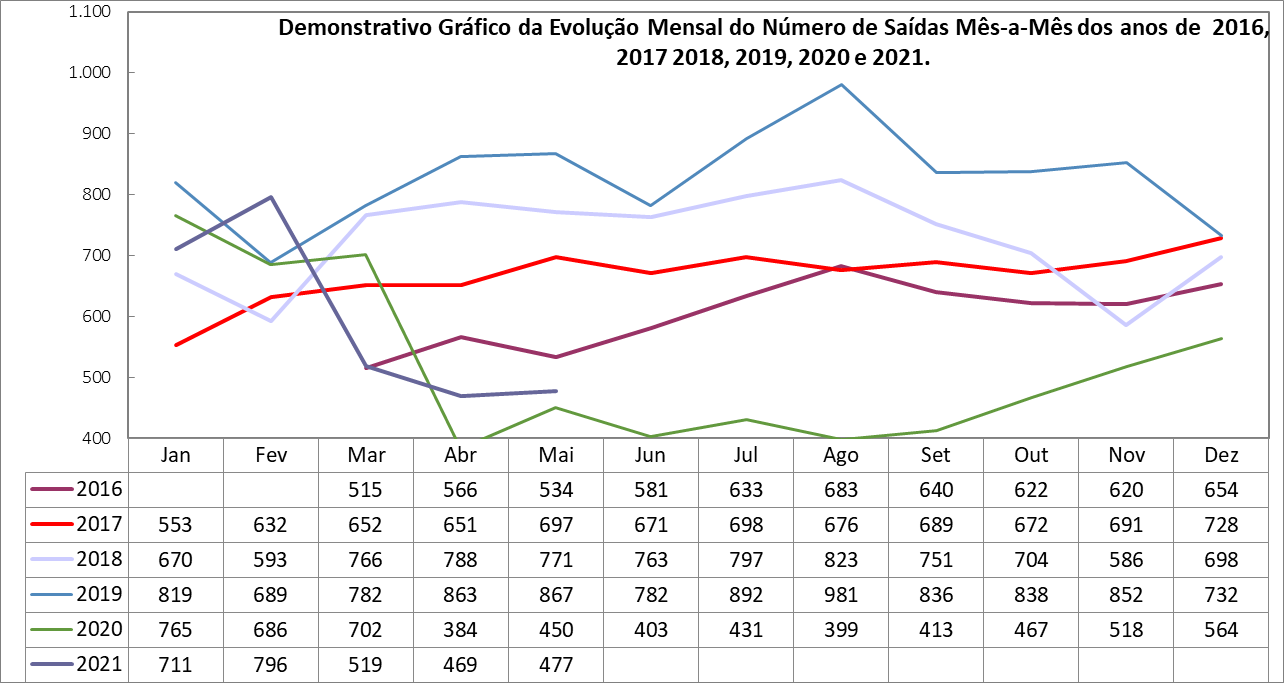 Demonstrativo Gráfico da Evolução Mensal do Número de Saídas Mês-a-Mês dos anos de 2016,
2017 2018, 2019, 2020 e 2021.
1.100
1.000
900
800
700
600
500
400
Jan Fev Mar Abr Mai Jun Jul Ago Set Out Nov Dez
2016 515 566 534 581 633 683 640 622 620 654
2017 553 632 652 651 697 671 698 676 689 672 691 728
2018 670 593 766 788 771 763 797 823 751 704 586 698
2019 819 689 782 863 867 782 892 981 836 838 852 732
2020 765 686 702 384 450 403 431 399 413 467 518 564
2021 711 796 519 469 477